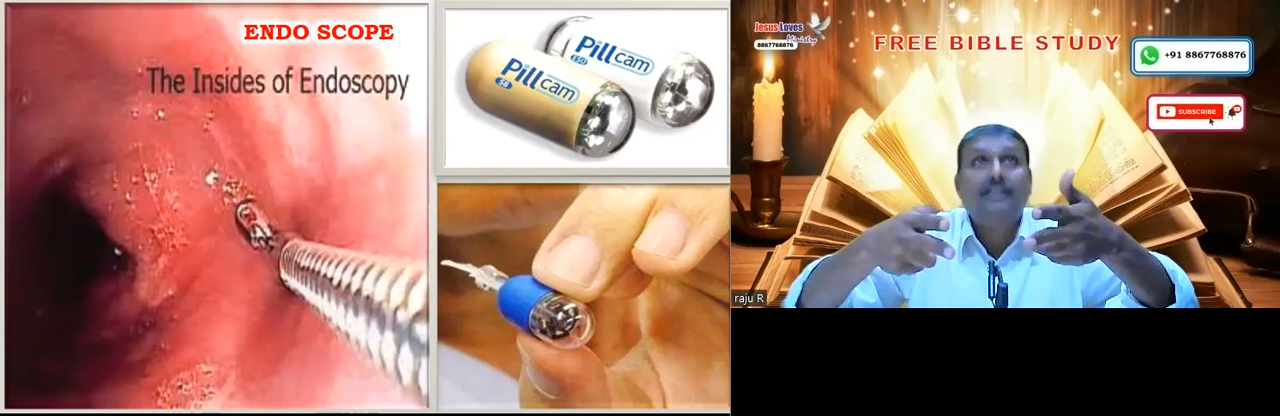 ENDO SCOPE
The Insides of Endoscopy
Pillcam
ESO
Pillcam
SB
Jesus Loves
Ministry
8867768876
FREE BIBLE STUDY
+91 8867768876
SUBSCRIBE
raju R